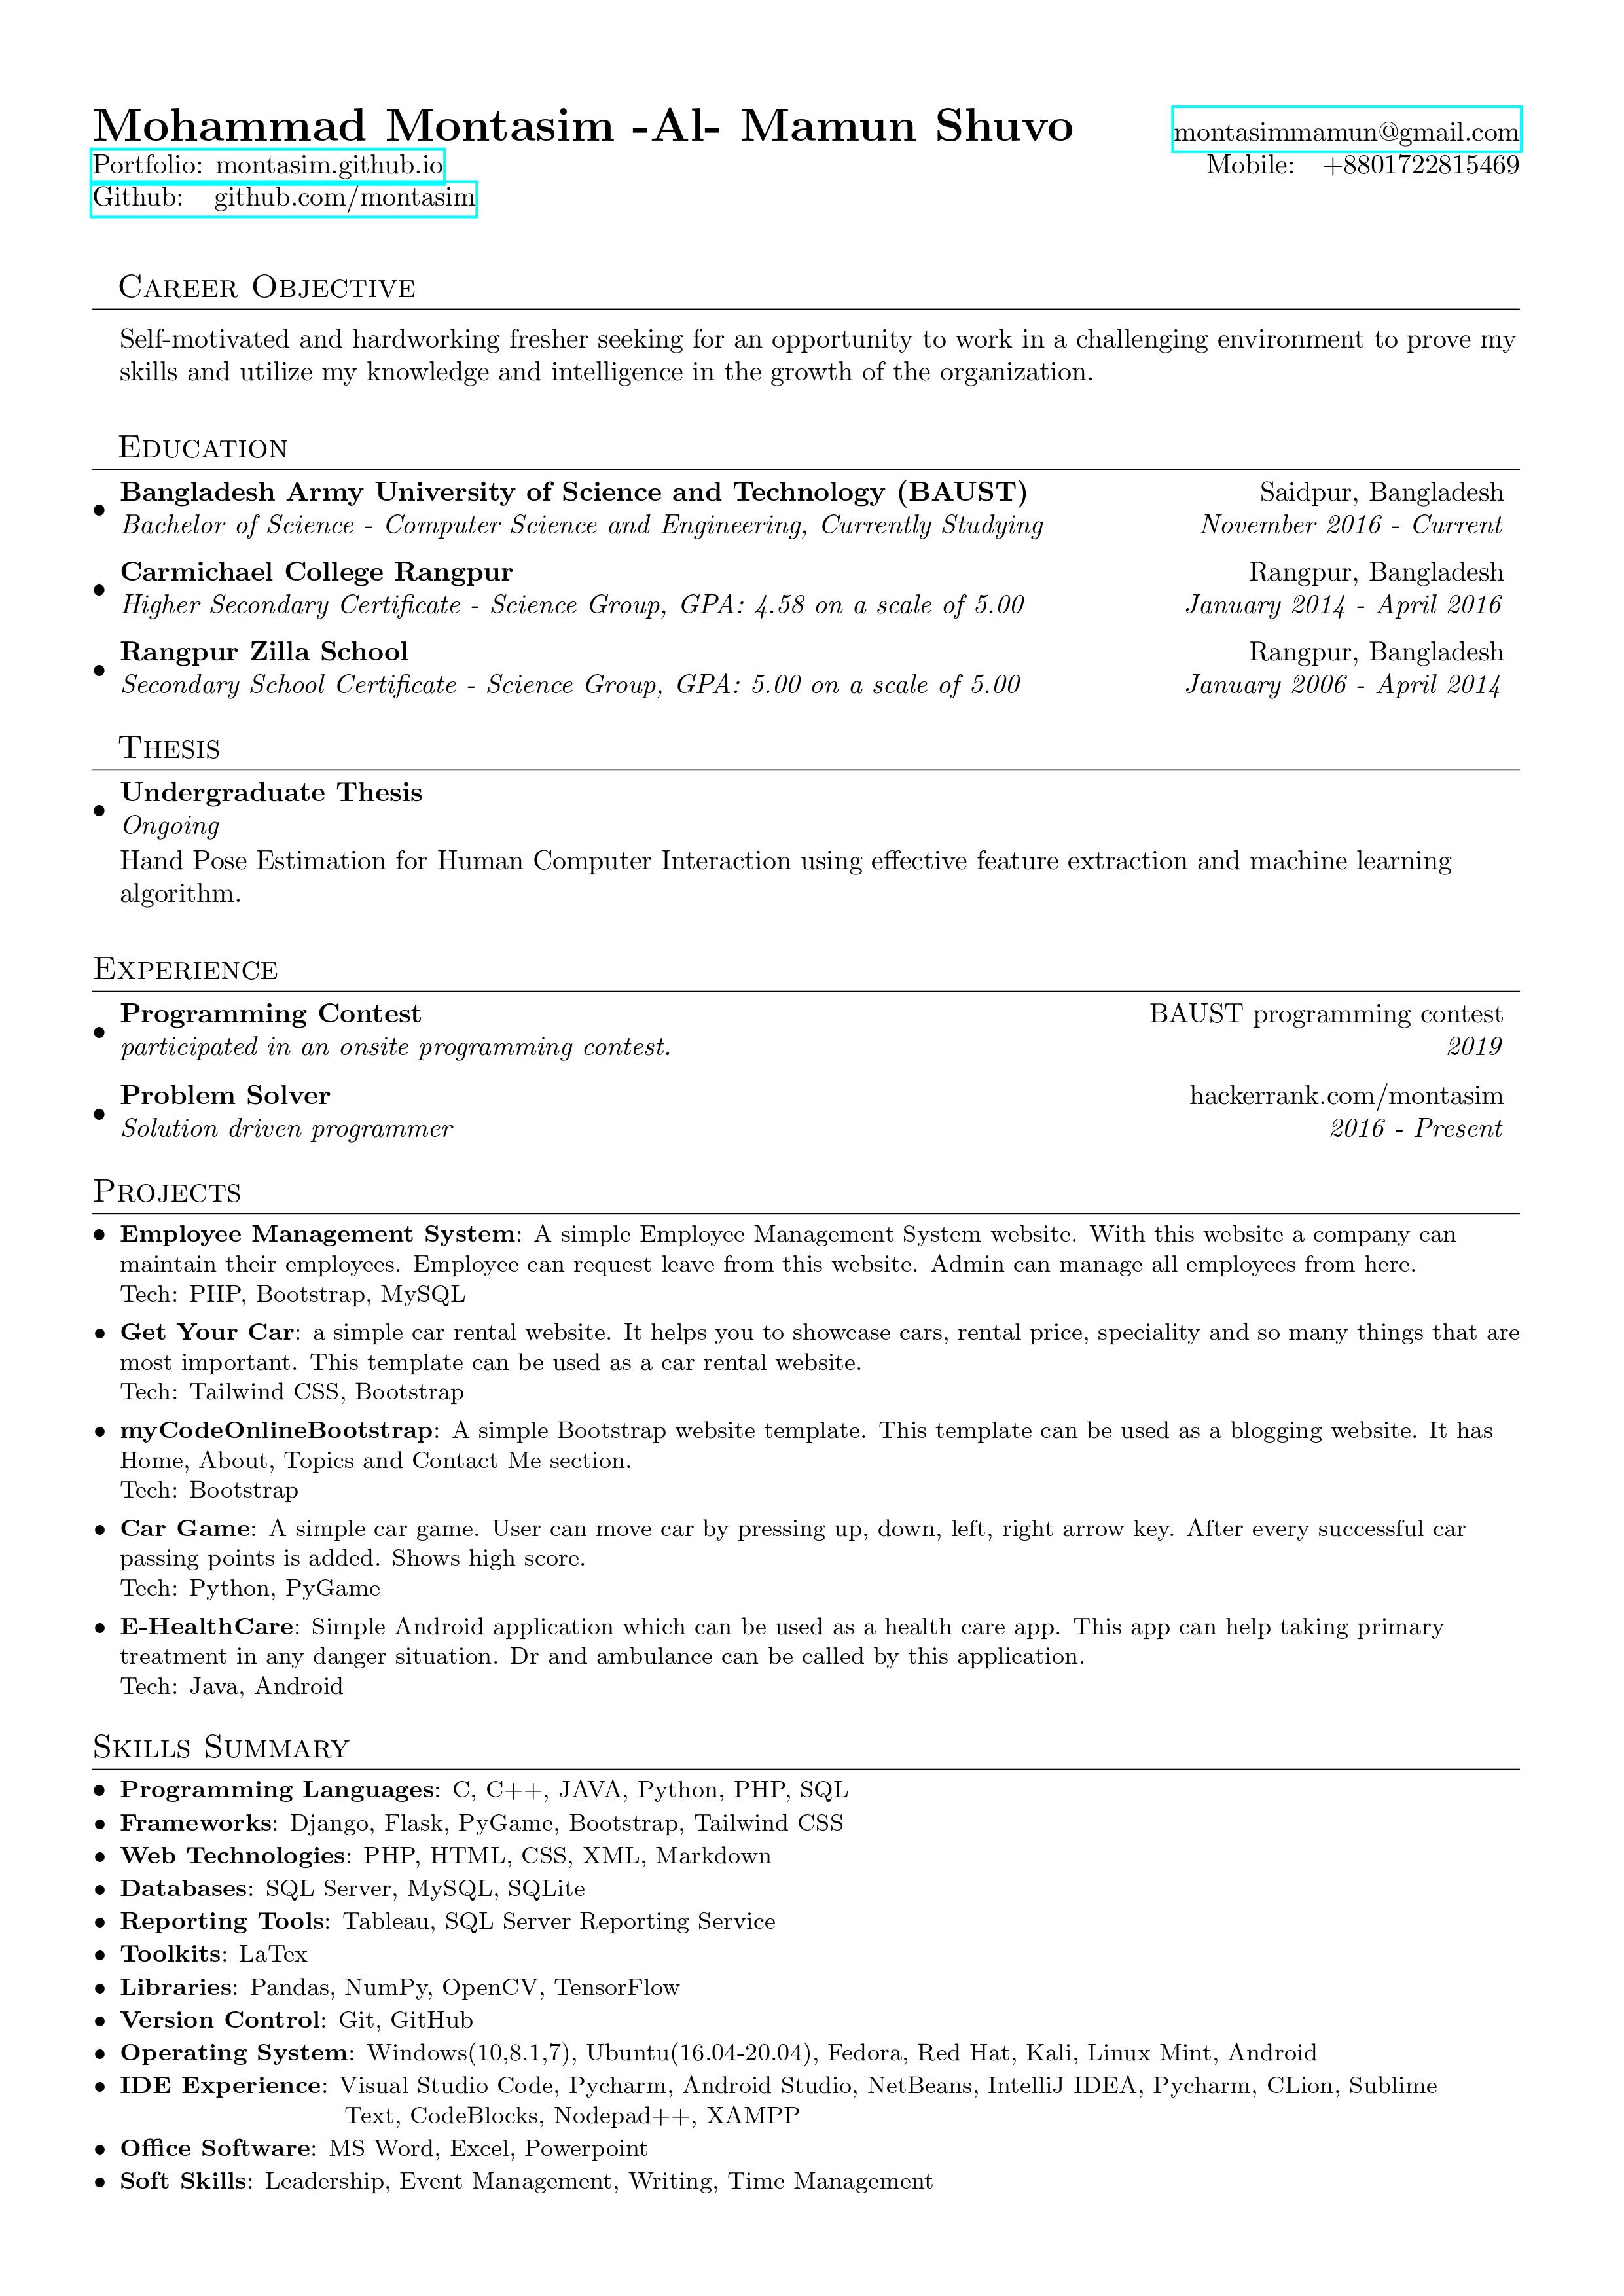 Mohammad Montasim -Al- Mamun Shuvo montasimmamun@gmail.com
Portfolio: montasim.github.io Mobile: +8801722815469
Github: github.com/montasim
Career Objective
Self-motivated and hardworking fresher seeking for an opportunity to work in a challenging environment to prove my
skills and utilize my knowledge and intelligence in the growth of the organization.
Education
• Bangladesh Army University of Science and Technology (BAUST) Saidpur, Bangladesh
Bachelor of Science - Computer Science and Engineering, Currently Studying November 2016 - Current
• Carmichael College Rangpur Rangpur, Bangladesh
Higher Secondary Certificate - Science Group, GPA: 4.58 on a scale of 5.00 January 2014 - April 2016
• Rangpur Zilla School Rangpur, Bangladesh
Secondary School Certificate - Science Group, GPA: 5.00 on a scale of 5.00 January 2006 - April 2014
Thesis
• Undergraduate Thesis
Ongoing
Hand Pose Estimation for Human Computer Interaction using effective feature extraction and machine learning
algorithm.
Experience
• Programming Contest BAUST programming contest
participated in an onsite programming contest. 2019
• Problem Solver hackerrank.com/montasim
Solution driven programmer 2016 - Present
Projects
• Employee Management System: A simple Employee Management System website. With this website a company can
maintain their employees. Employee can request leave from this website. Admin can manage all employees from here.
Tech: PHP, Bootstrap, MySQL
• Get Your Car: a simple car rental website. It helps you to showcase cars, rental price, speciality and so many things that are
most important. This template can be used as a car rental website.
Tech: Tailwind CSS, Bootstrap
• myCodeOnlineBootstrap: A simple Bootstrap website template. This template can be used as a blogging website. It has
Home, About, Topics and Contact Me section.
Tech: Bootstrap
• Car Game: A simple car game. User can move car by pressing up, down, left, right arrow key. After every successful car
passing points is added. Shows high score.
Tech: Python, PyGame
• E-HealthCare: Simple Android application which can be used as a health care app. This app can help taking primary
treatment in any danger situation. Dr and ambulance can be called by this application.
Tech: Java, Android
Skills Summary
• Programming Languages: C, C++, JAVA, Python, PHP, SQL
• Frameworks: Django, Flask, PyGame, Bootstrap, Tailwind CSS
• Web Technologies: PHP, HTML, CSS, XML, Markdown
• Databases: SQL Server, MySQL, SQLite
• Reporting Tools: Tableau, SQL Server Reporting Service
• Toolkits: LaTex
• Libraries: Pandas, NumPy, OpenCV, TensorFlow
• Version Control: Git, GitHub
• Operating System: Windows(10,8.1,7), Ubuntu(16.04-20.04), Fedora, Red Hat, Kali, Linux Mint, Android
• IDE Experience: Visual Studio Code, Pycharm, Android Studio, NetBeans, IntelliJ IDEA, Pycharm, CLion, Sublime
Text, CodeBlocks, Nodepad++, XAMPP
• Office Software: MS Word, Excel, Powerpoint
• Soft Skills: Leadership, Event Management, Writing, Time Management